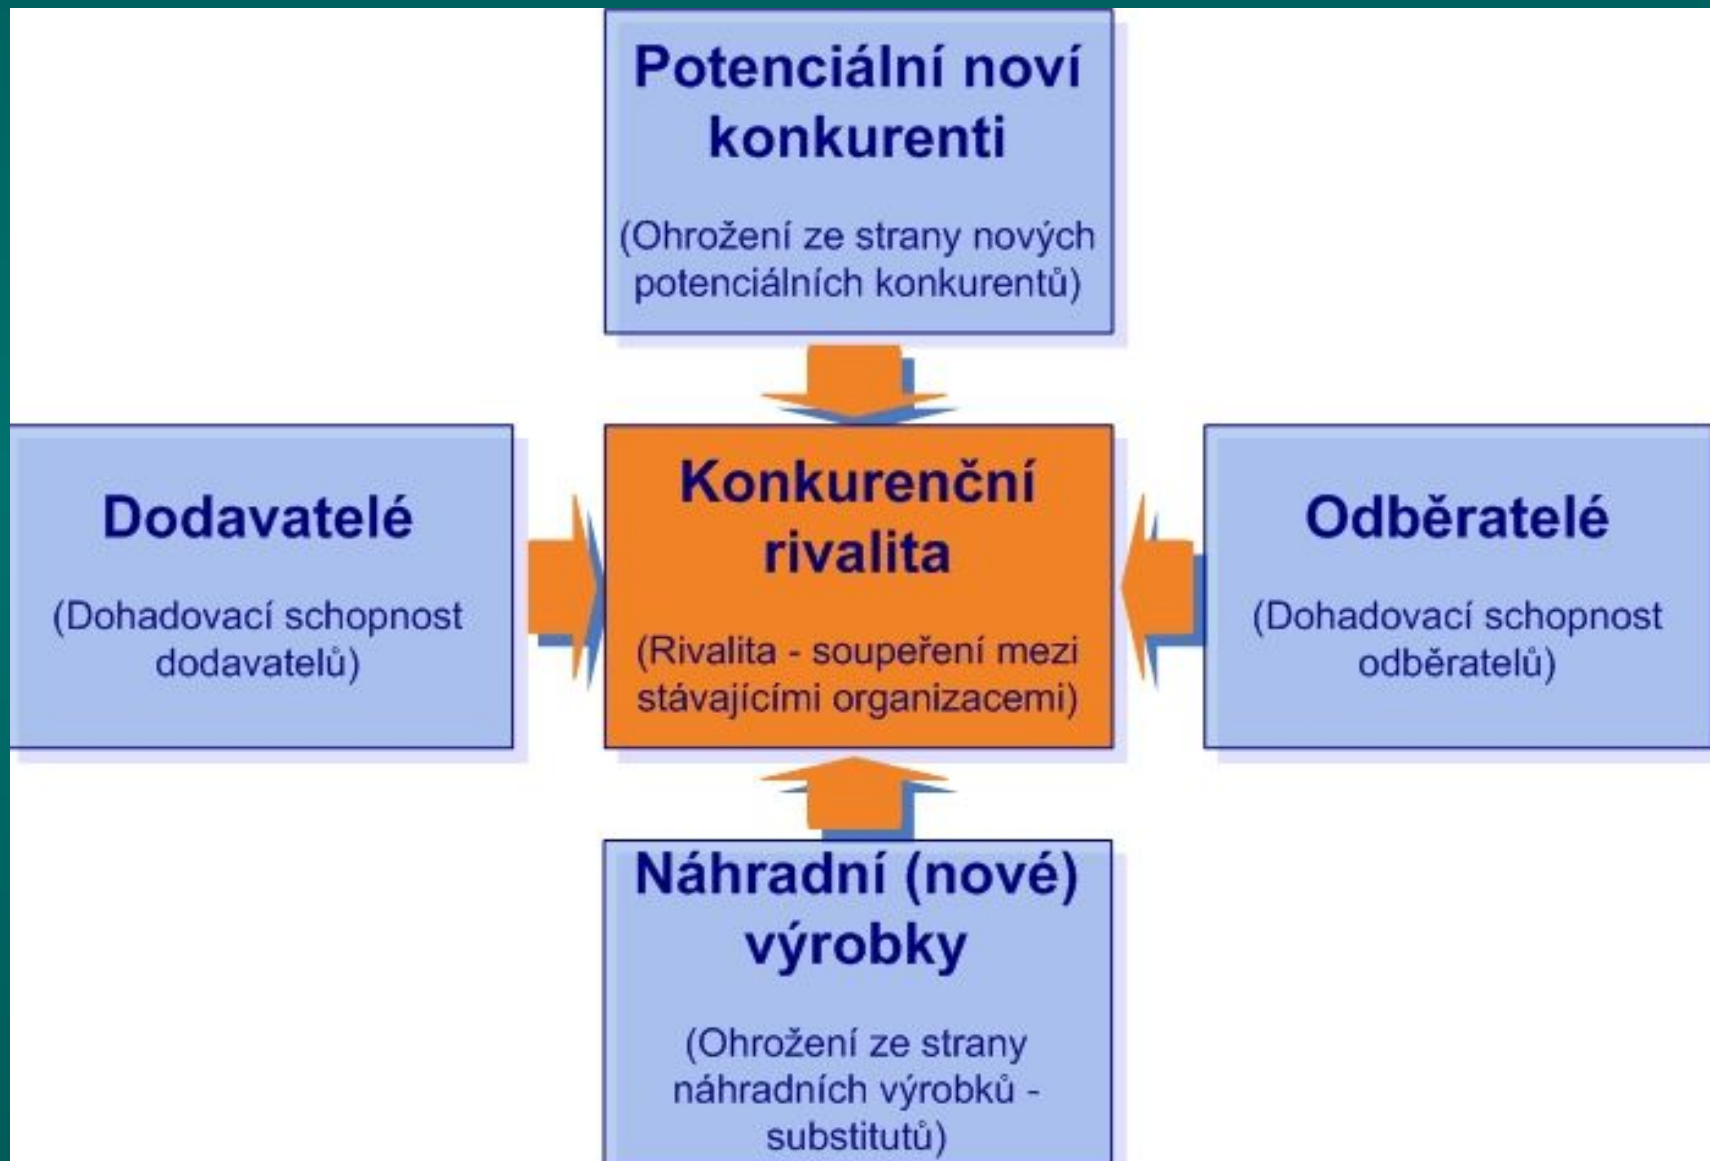 Potenciální noví
konkurenti
(Ohrožení ze strany nových
potenciálních konkurentů)
Dodavatelé
(Dohadovací schopnost
dodavatelů)
Konkurenční
rivalita
(Rivalita - soupeření mezi
stávajícími organizacemi)
Odběratelé
(Dohadovací schopnost
odběratelů)
Náhradní (nové)
výrobky
(Ohrožení ze strany
náhradních výrobků -
substitutů)